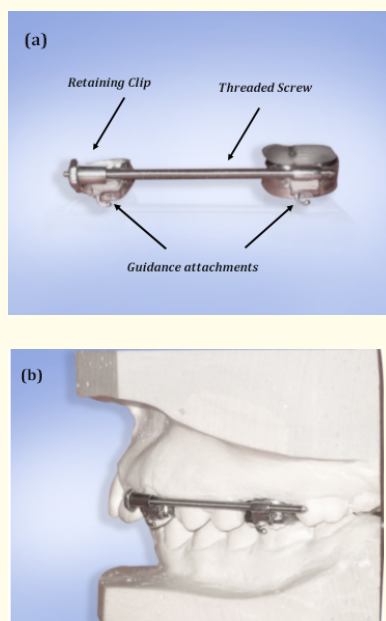 (a)
Retaining Clip
Threaded Screw
Guidance attachments
(b)